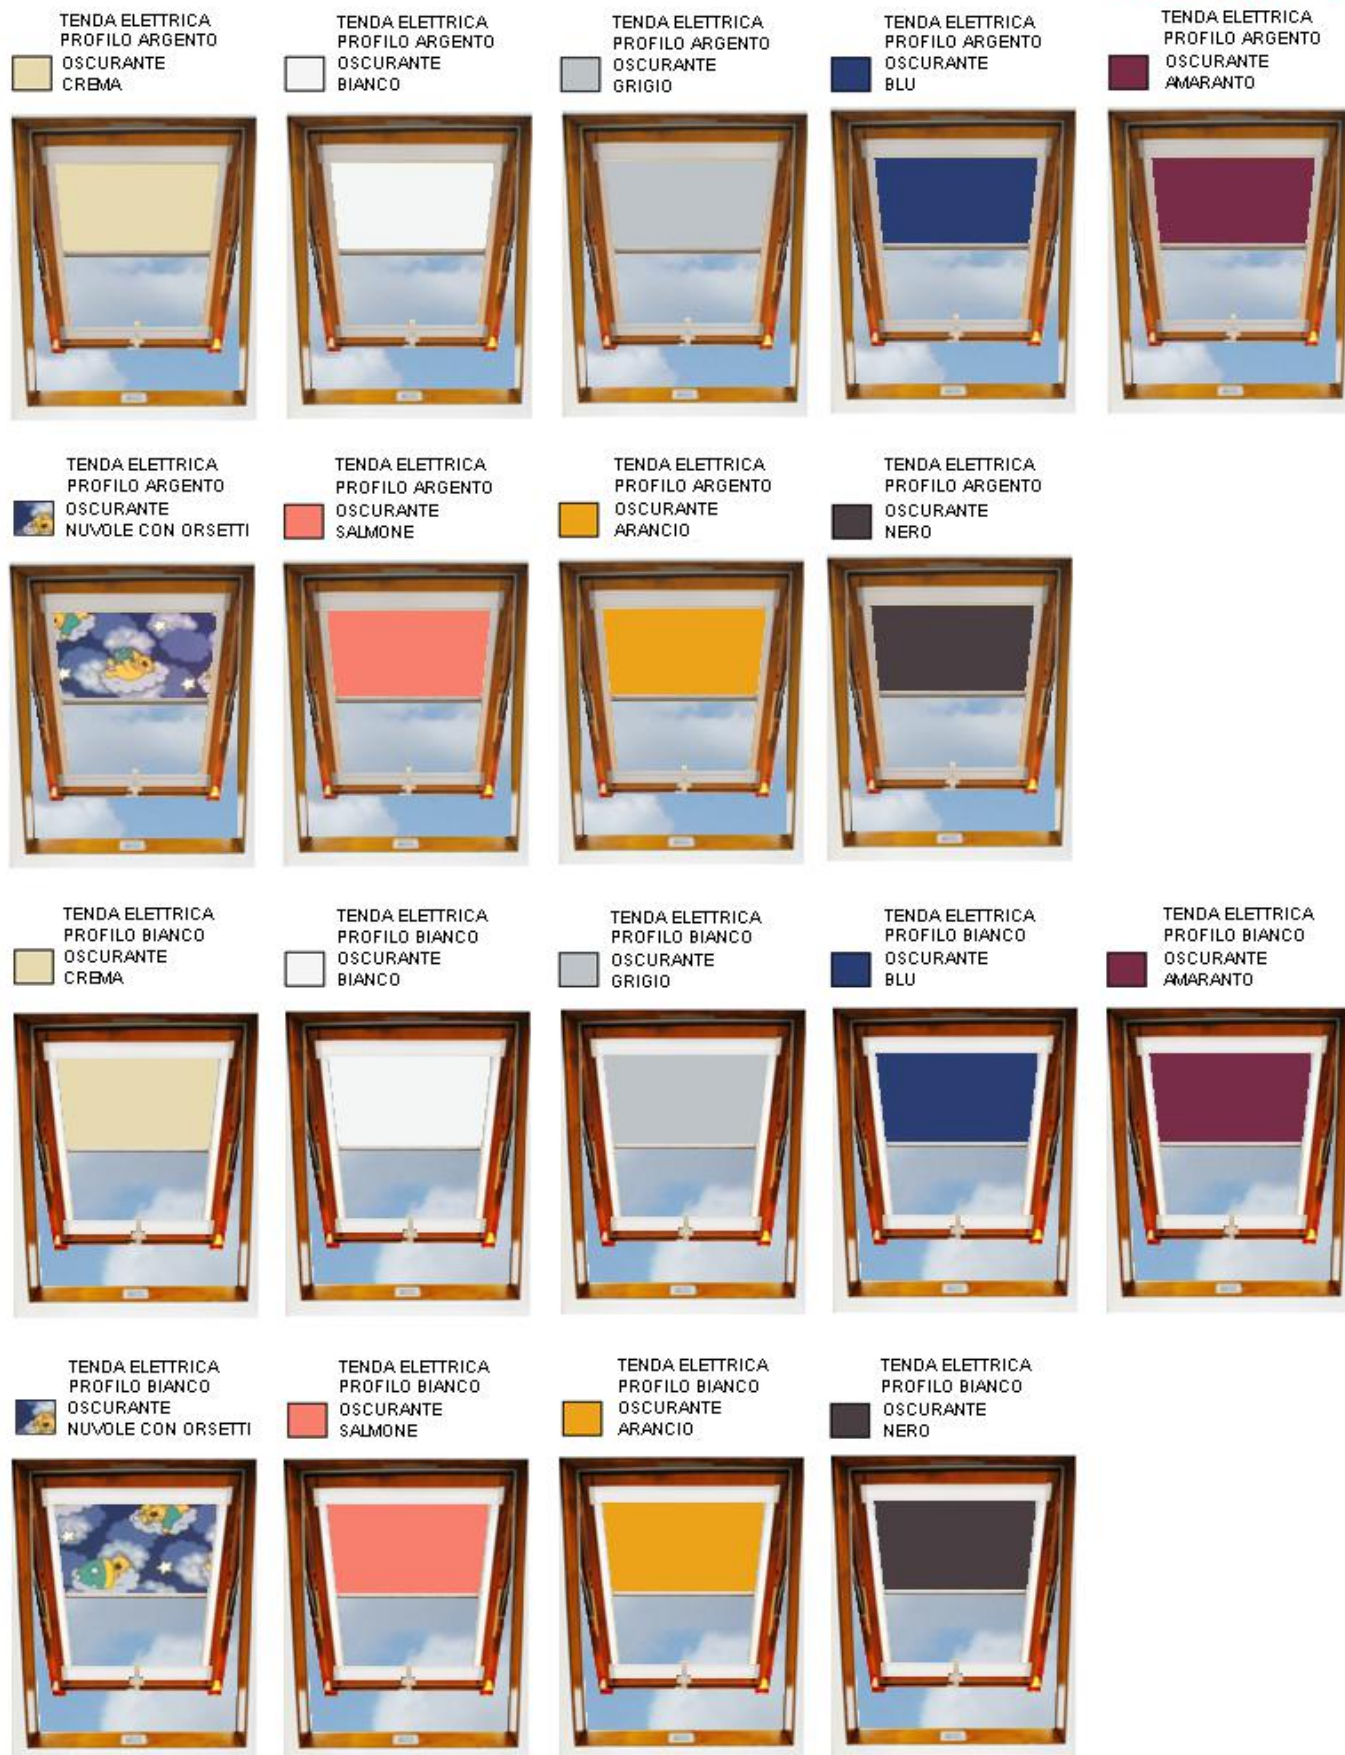 TENDA ELETTRICA
PROFILO ARGENTO
OSCURANTE
CREMA
TENDA ELETTRICA
PROFILO ARGENTO
OSCURANTE
BIANCO
TENDA ELETTRICA
PROFILO ARGENTO
OSCURANTE
GRIGIO
TENDA ELETTRICA
PROFILO ARGENTO
OSCURANTE
BLU
TENDA ELETTRICA
PROFILO ARGENTO
OSCURANTE
AMARANTO
TENDA ELETTRICA
PROFILO ARGENTO
OSCURANTE
NUVOLE CON ORSETTI
TENDA ELETTRICA
PROFILO ARGENTO
OSCURANTE
SALMONE
TENDA ELETTRICA
PROFILO ARGENTO
OSCURANTE
ARANCIO
TENDA ELETTRICA
PROFILO ARGENTO
OSCURANTE
NERO
TENDA ELETTRICA
PROFILO BIANCO
OSCURANTE
CREMA
TENDA ELETTRICA
PROFILO BIANCO
OSCURANTE
BIANCO
TENDA ELETTRICA
PROFILO BIANCO
OSCURANTE
GRIGIO
TENDA ELETTRICA
PROFILO BIANCO
OSCURANTE
BLU
TENDA ELETTRICA
PROFILO BIANCO
OSCURANTE
AMARANTO
TENDA ELETTRICA
PROFILO BIANCO
OSCURANTE
NUVOLE CON ORSETTI
TENDA ELETTRICA
PROFILO BIANCO
OSCURANTE
SALMONE
TENDA ELETTRICA
PROFILO BIANCO
OSCURANTE
ARANCIO
TENDA ELETTRICA
PROFILO BIANCO
OSCURANTE
NERO